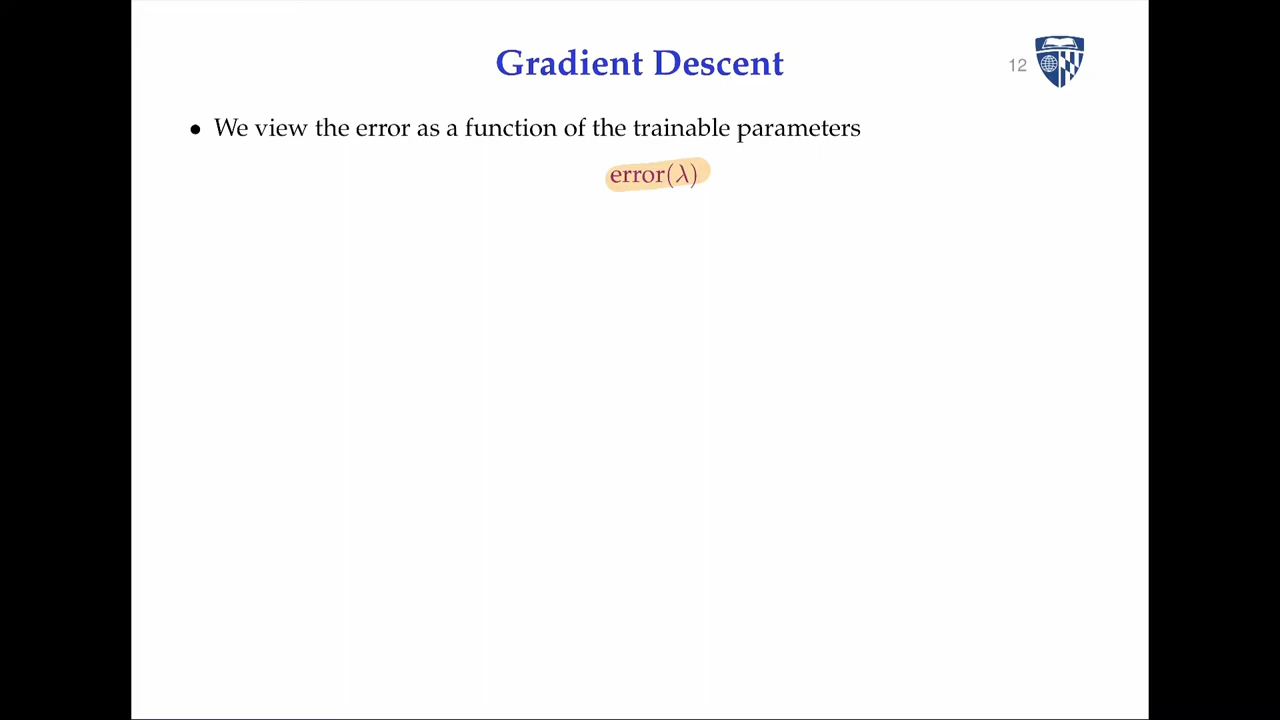 Gradient Descent
12
• We view the error as a function of the trainable parameters
error(λ)